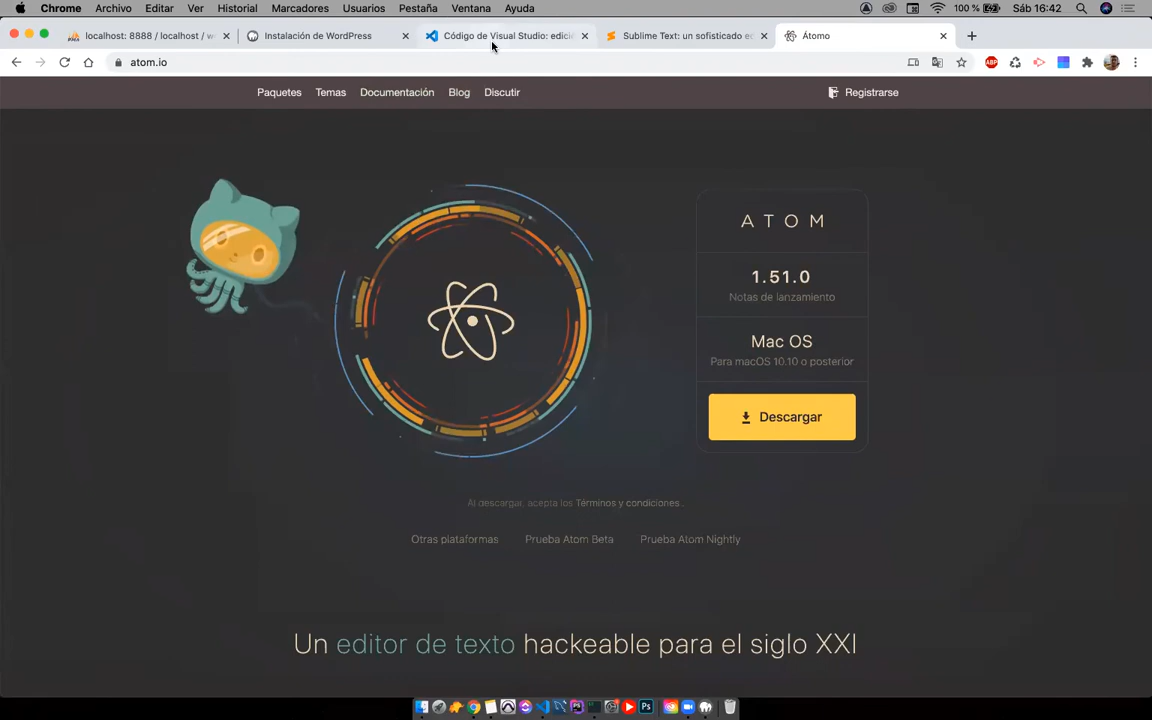 Chrome Archivo Editar Ver Historial Marcadores Usuarios Pestaña Ventana Ayuda 100 % Sáb 16:42
localhost: 8888 / localhost / w Instalación de WordPress Código de Visual Studio: edició Sublime Text: un sofisticado ed Átomo
atom.io ABP
Paquetes Temas Documentación Blog Discutir Registrarse
ATOM
1.51.0
Notas de lanzamiento
Mac OS
Para macOS 10.10 o posterior
Descargar
Al descargar, acepta los Términos y condiciones .
Otras plataformas Prueba Atom Beta Prueba Atom Nightly
Un editor de texto hackeable para el siglo XXI
Ps